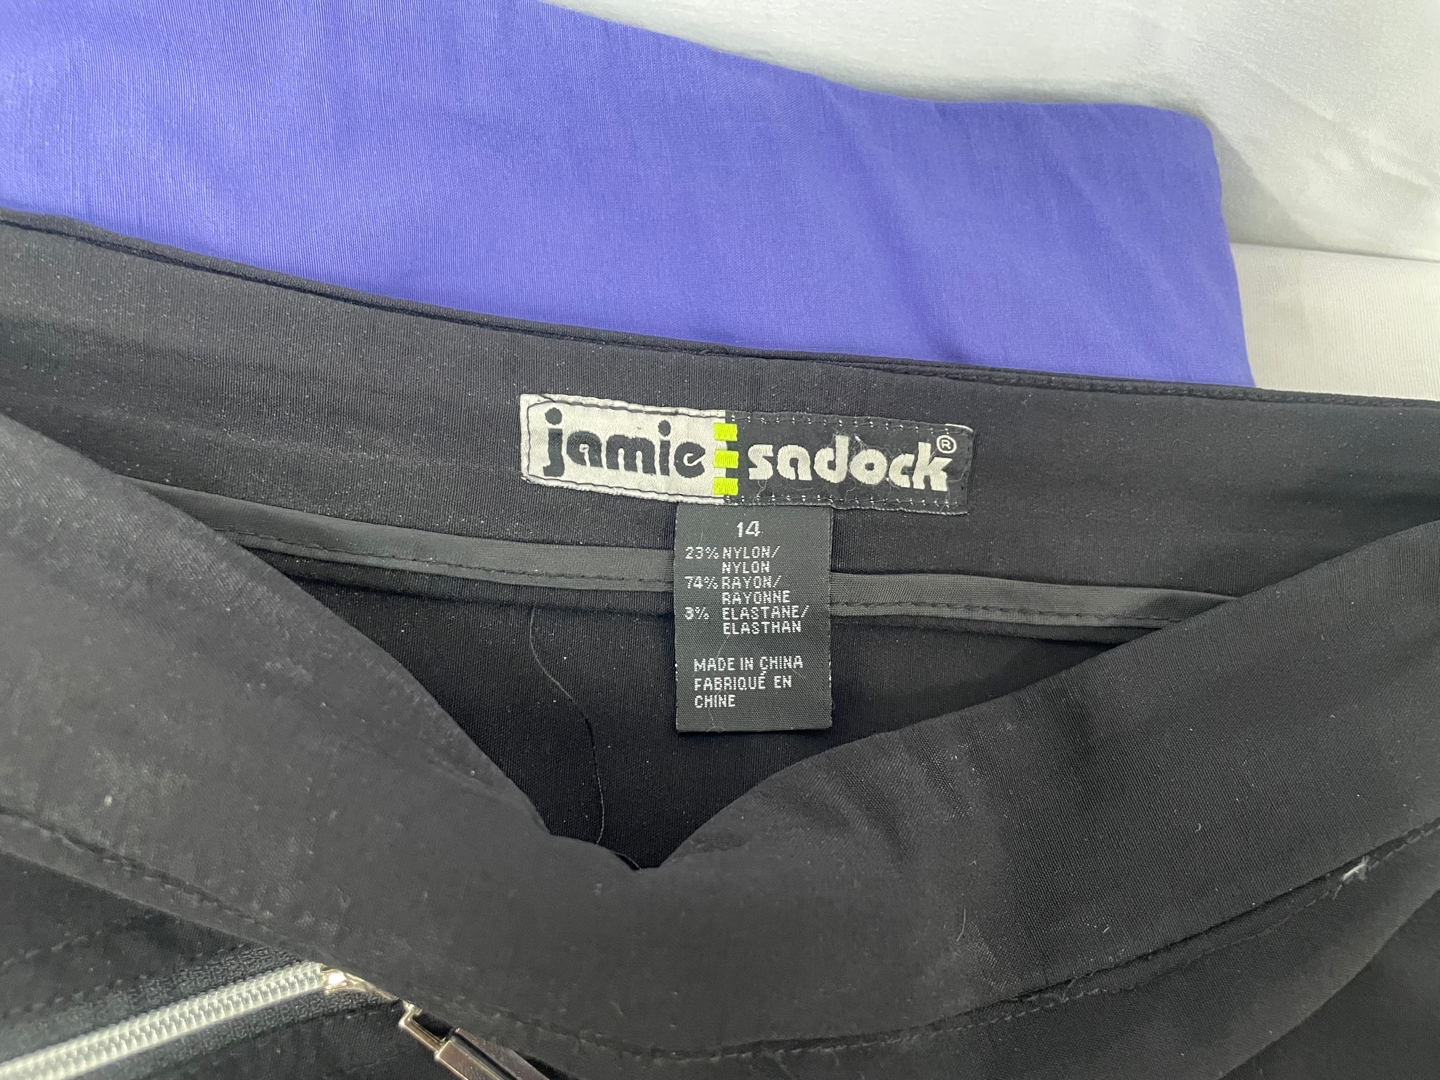 jamie sadock®
14
23% NYLON/
NYLON
74% RAYON/
RAYONNE
3% ELASTANE/
ELASTHAN
MADE IN CHINA
FABRIQUÉ EN
CHINE